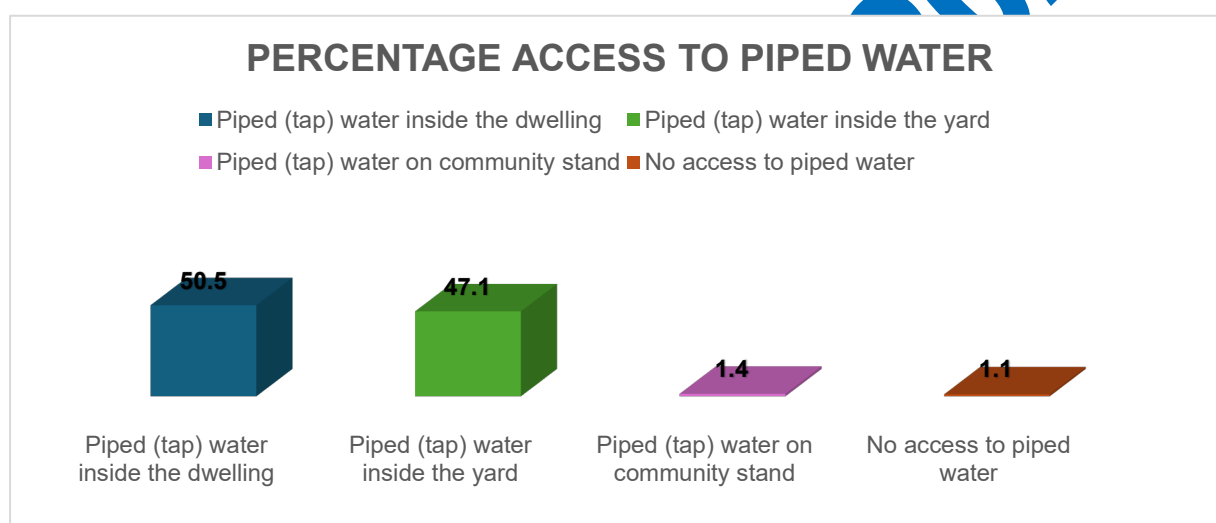 PERCENTAGE ACCESS TO PIPED WATER
Piped (tap) water inside the dwelling
Piped (tap) water inside the yard
Piped (tap) water on community stand
No access to piped water
50.5
47.1
1.4
1.1
Piped (tap) water
inside the dwelling
Piped (tap) water
inside the yard
Piped (tap) water on
community stand
No access to piped
water